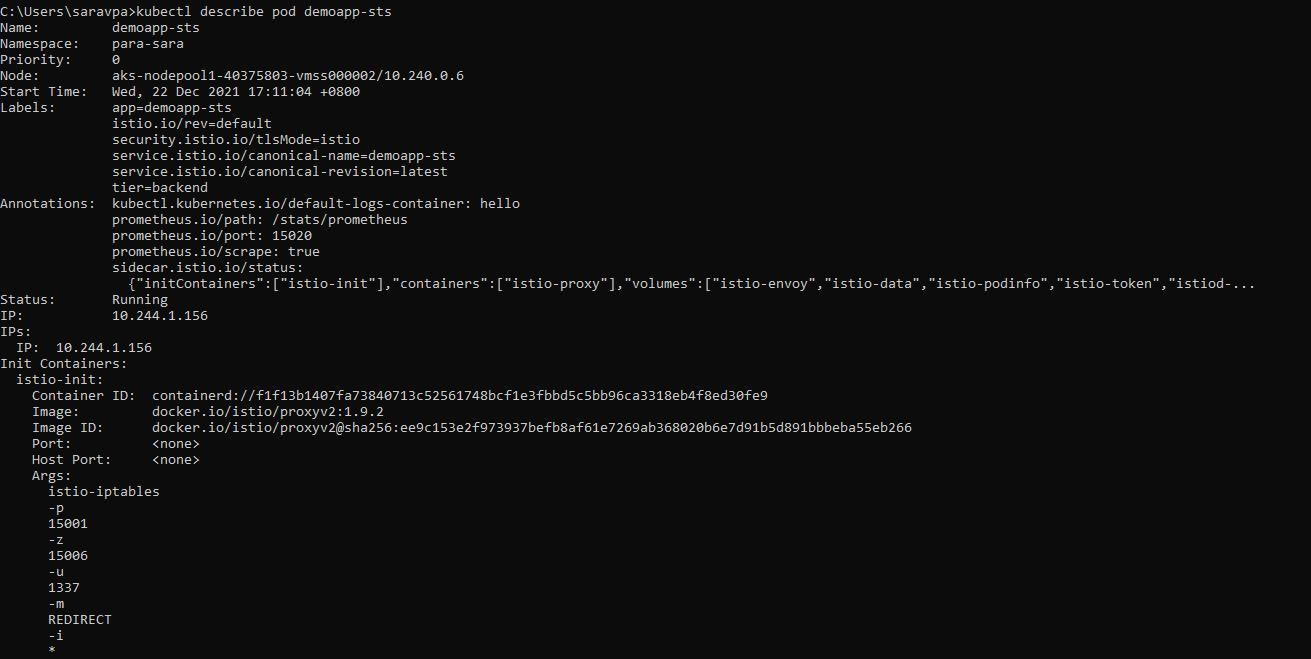 C:\Users\saravpa>kubectl describe pod demoapp-sts
Name:         demoapp-sts
Namespace:    para-sara
Priority:     0
Node:         aks-nodepool1-40375803-vmss000002/10.240.0.6
Start Time:   Wed, 22 Dec 2021 17:11:04 +0800
Labels:       app=demoapp-sts
              istio.io/rev=default
              security.istio.io/tlsMode=istio
              service.istio.io/canonical-name=demoapp-sts
              service.istio.io/canonical-revision=latest
              tier=backend
Annotations:  kubectl.kubernetes.io/default-logs-container: hello
              prometheus.io/path: /stats/prometheus
              prometheus.io/port: 15020
              prometheus.io/scrape: true
              sidecar.istio.io/status:
                {"initContainers":["istio-init"],"containers":["istio-proxy"],"volumes":["istio-envoy","istio-data","istio-podinfo","istio-token","istiod-...
Status:       Running
IP:           10.244.1.156
IPs:
  IP:  10.244.1.156
Init Containers:
  istio-init:
    Container ID:  containerd://f1f13b1407fa73840713c52561748bcf1e3fbbd5c5bb96ca3318eb4f8ed30fe9
    Image:         docker.io/istio/proxyv2:1.9.2
    Image ID:      docker.io/istio/proxyv2@sha256:ee9c153e2f973937befb8af61e7269ab368020b6e7d91b5d891bbbeba55eb266
    Port:          <none>
    Host Port:     <none>
    Args:
      istio-iptables
      -p
      15001
      -z
      15006
      -u
      1337
      -m
      REDIRECT
      -i
      *